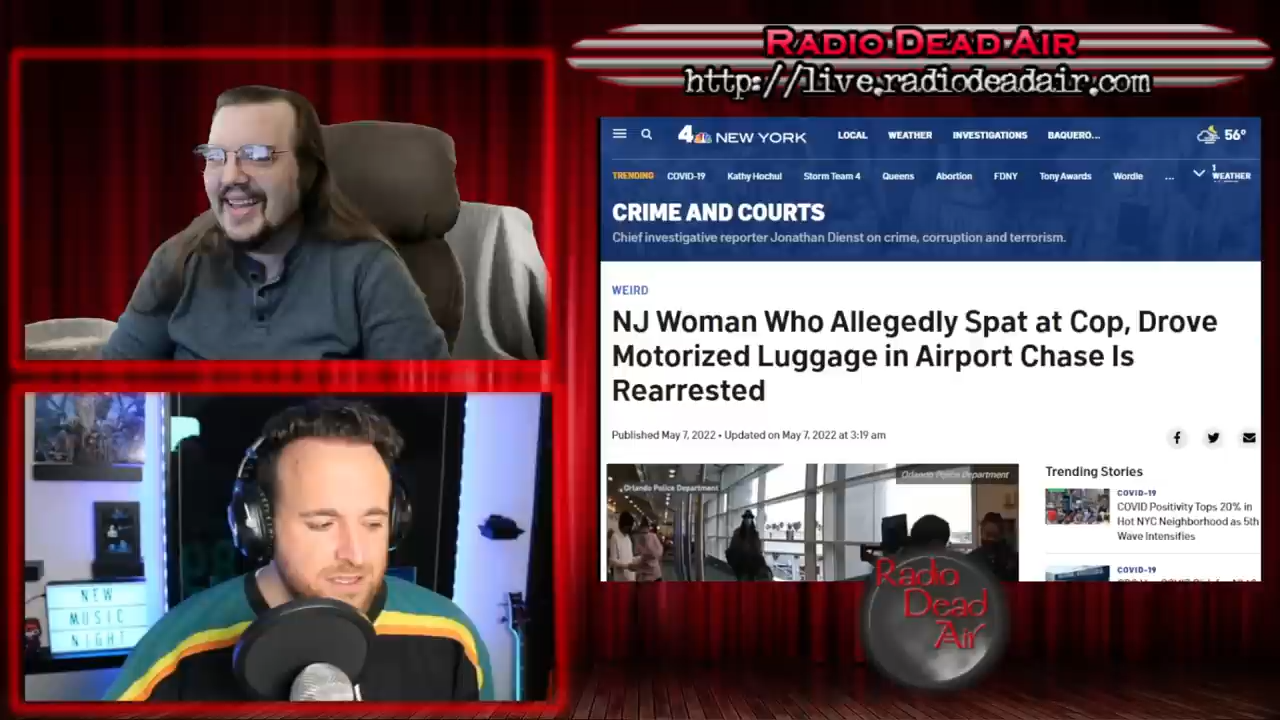 RADIO DEAD AIR
http://live.radiodeadair.com
4 NEW YORK
LOCAL
WEATHER
INVESTIGATIONS
BAQUERO...
56°
TRENDING
COVID-19
Kathy Hochul
Storm Team 4
Queens
Abortion
FDNY
Tony Awards
Wordle
...
1
WEATHER
CRIME AND COURTS
Chief investigative reporter Jonathan Dienst on crime, corruption and terrorism.
WEIRD
NJ Woman Who Allegedly Spat at Cop, Drove
Motorized Luggage in Airport Chase Is
Rearrested
Published May 7, 2022 • Updated on May 7, 2022 at 3:19 am
Orlando Police Department
Orlando Police Department
Trending Stories
COVID-19
COVID Positivity Tops 20% in
Hot NYC Neighborhood as 5th
Wave Intensifies
COVID-19
Radio
Dead
Air
NEW
MUSIC
NIGHT